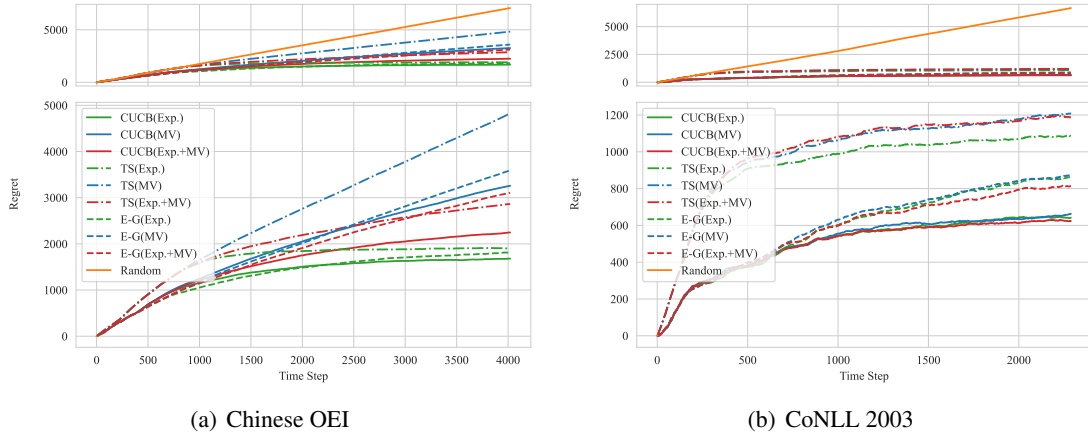 5000
0
Regret
5000
4000
3000
2000
1000
0
CUCB(Exp.)
CUCB(MV)
CUCB(Exp.+MV)
TS(Exp.)
TS(MV)
TS(Exp.+MV)
E-G(Exp.)
E-G(MV)
E-G(Exp.+MV)
Random
0 500 1000 1500 2000 2500 3000 3500 4000
Time Step
(a) Chinese OEI
5000
2500
0
Regret
1200
1000
800
600
400
200
0
CUCB(Exp.)
CUCB(MV)
CUCB(Exp.+MV)
TS(Exp.)
TS(MV)
TS(Exp.+MV)
E-G(Exp.)
E-G(MV)
E-G(Exp.+MV)
Random
0 500 1000 1500 2000
Time Step
(b) CoNLL 2003